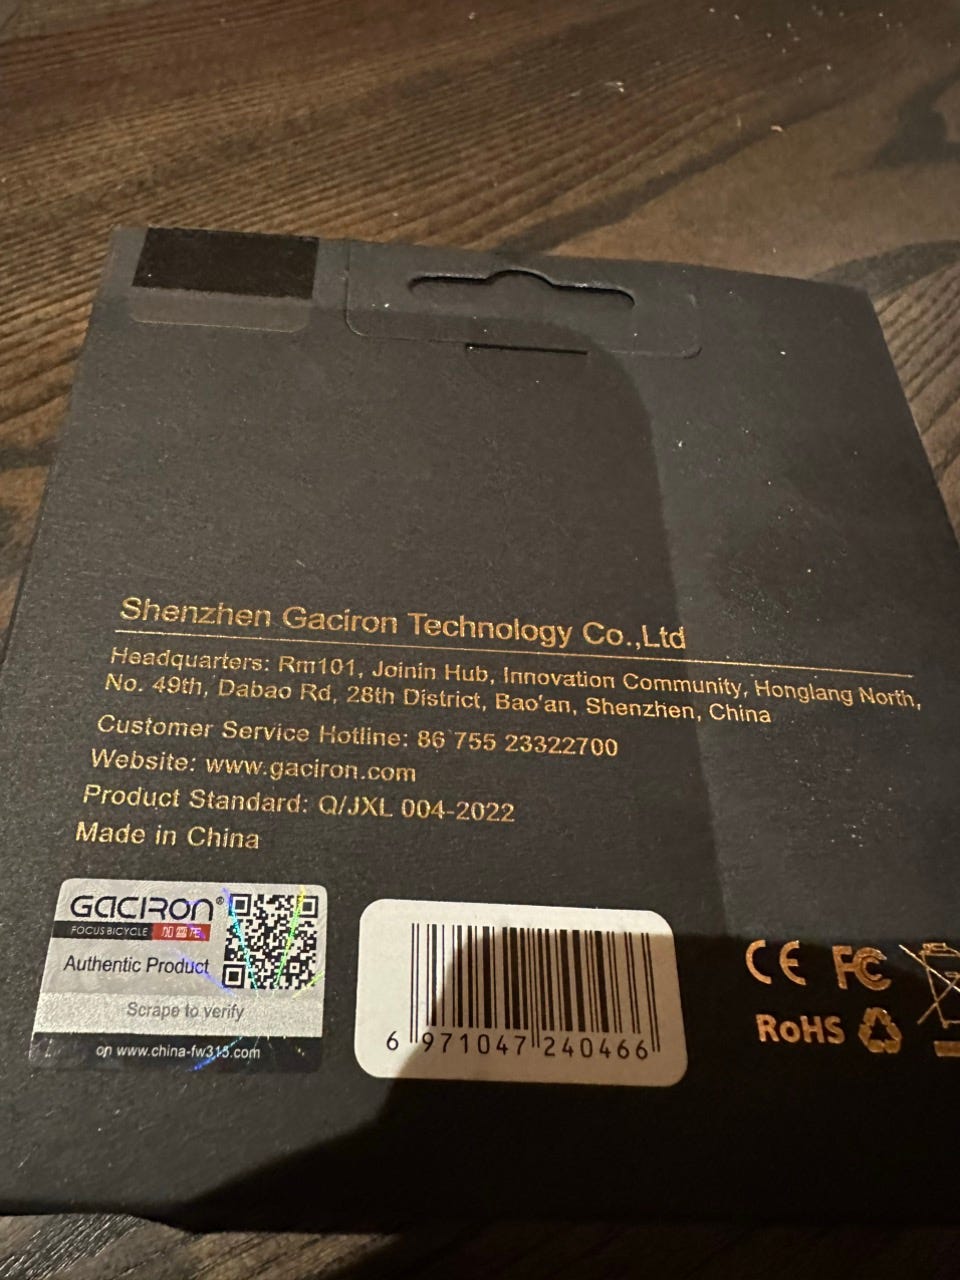 Shenzhen Gaciron Technology Co.,Ltd
Headquarters: Rm101, Joinin Hub, Innovation Community, Honglang North,
No. 49th, Dabao Rd, 28th District, Bao'an, Shenzhen, China
Customer Service Hotline: 86 755 23322700
Website: www.gaciron.com
Product Standard: Q/JXL 004-2022
Made in China
GACIRON®
FOCUS BICYCLE 加雪龙
Authentic Product
Scrape to verify
on www.china-fw315.com
6 971047 240466
CE FC
RoHS